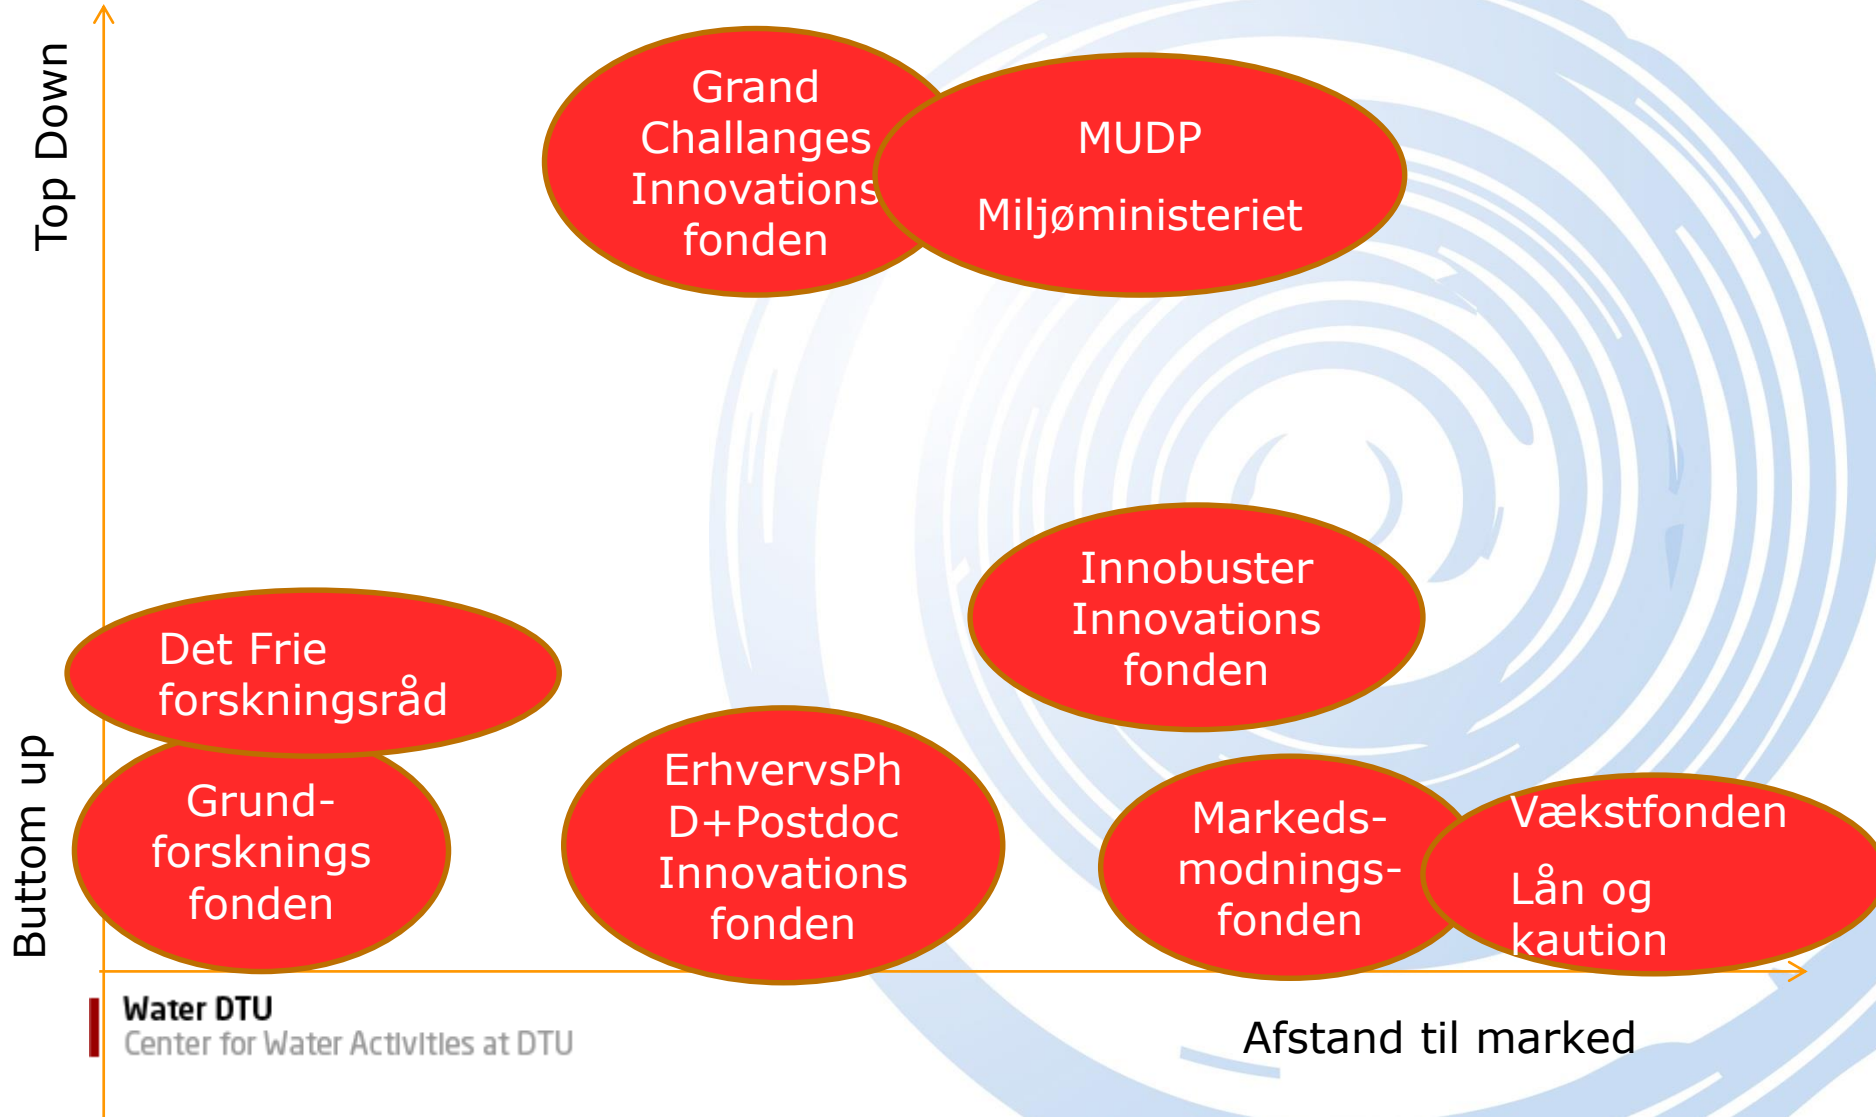 Top Down
Grand
Challanges
Innovations
fonden
MUDP
Miljøministeriet
Innobuster
Innovations
fonden
Det Frie
forskningsråd
Buttom up
Grund-
forsknings
fonden
ErhvervsPh
D+Postdoc
Innovations
fonden
Markeds-
modnings-
fonden
Vækstfonden
Lån og
kaution
Water DTU
Center for Water Activities at DTU
Afstand til marked